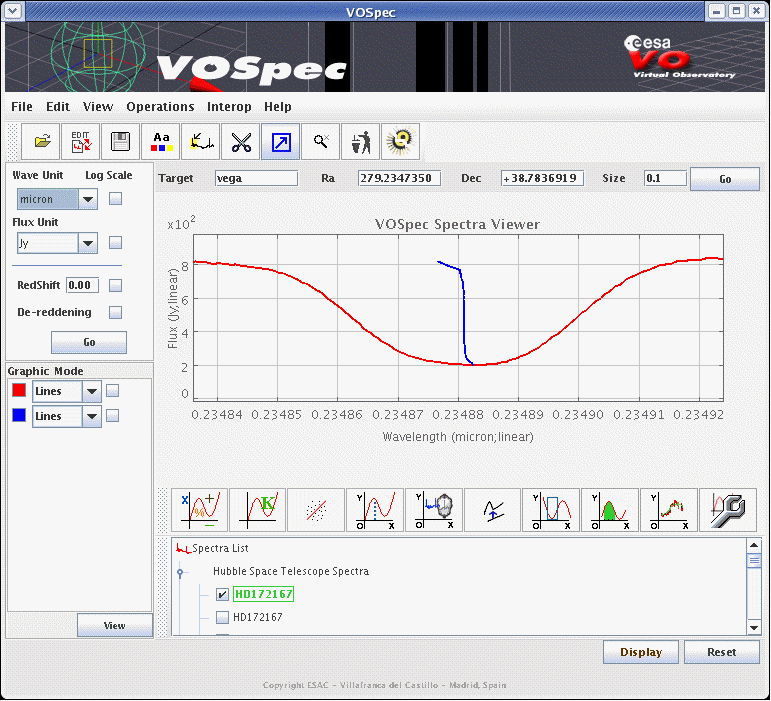 VOSpec
VOSpec
esa
VO
Virtual Observatory
File Edit View Operations Interop Help
EDIT
Aa
Wave Unit Log Scale
micron
Flux Unit
Jy
RedShift 0.00
De-reddening
Go
Target vega Ra 279.2347350 Dec +38.7836919 Size 0.1 Go
x10²
VOSpec Spectra Viewer
Flux (Jy;linear)
8
6
4
2
0
0.23484 0.23485 0.23486 0.23487 0.23488 0.23489 0.23490 0.23491 0.23492
Wavelength (micron;linear)
Graphic Mode
Lines
Lines
View
X + % −
K
Y O X
Y O X
Y O X
Y O X
Y O X
Spectra List
Hubble Space Telescope Spectra
HD172167
HD172167
Display Reset
Copyright ESAC - Villafranca del Castillo - Madrid, Spain